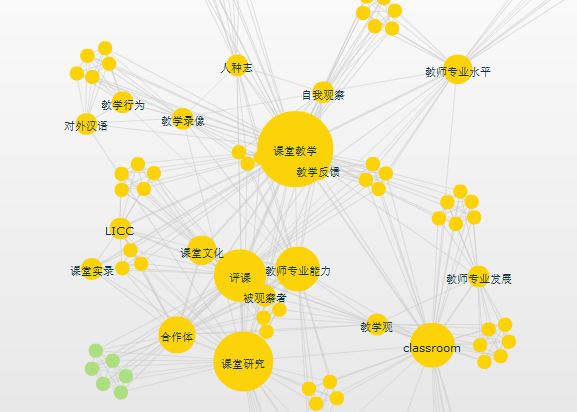 人种志
教师专业水平
自我观察
教学行为
教学录像
对外汉语
课堂教学
教学反馈
LICC
课堂文化
课堂实录
评课
教师专业能力
教师专业发展
被观察者
教学观
合作体
classroom
课堂研究